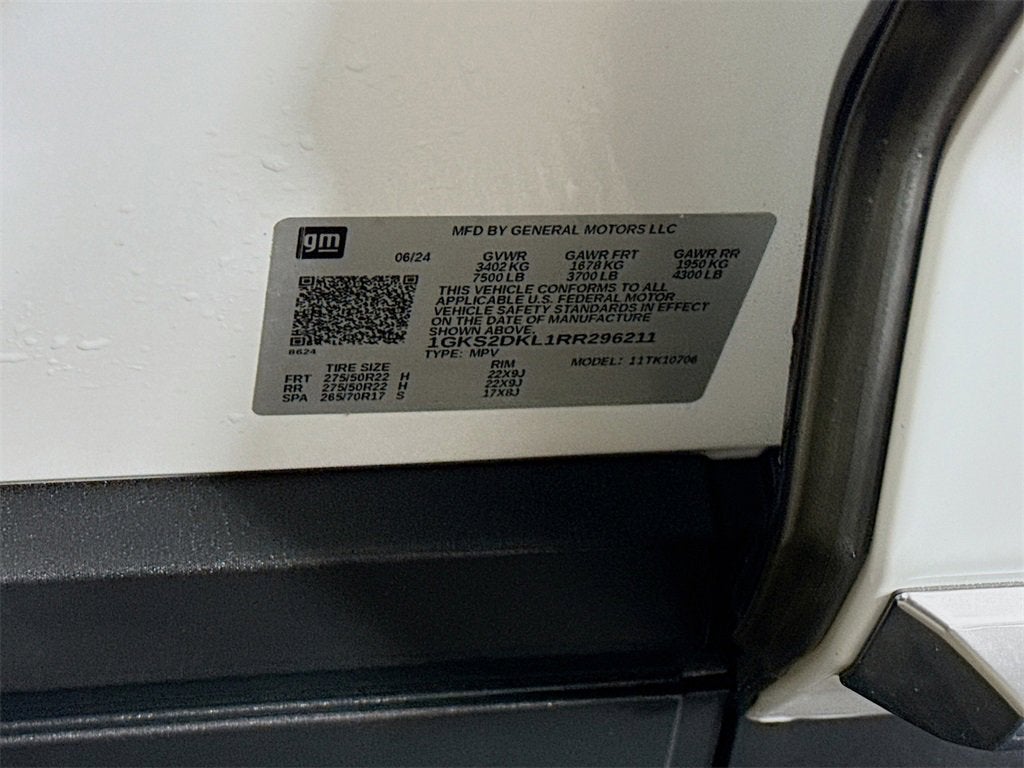 gm
MFD BY GENERAL MOTORS LLC
06/24 GVWR GAWR FRT GAWR RR
3402 KG 1678 KG 1950 KG
7500 LB 3700 LB 4300 LB
THIS VEHICLE CONFORMS TO ALL
APPLICABLE U.S. FEDERAL MOTOR
VEHICLE SAFETY STANDARDS IN EFFECT
ON THE DATE OF MANUFACTURE
SHOWN ABOVE.
1GKS2DKL1RR296211
8624
TYPE: MPV MODEL: 11TK10706
TIRE SIZE RIM
FRT 275/50R22 H 22X9J
RR 275/50R22 H 22X9J
SPA 265/70R17 S 17X8J